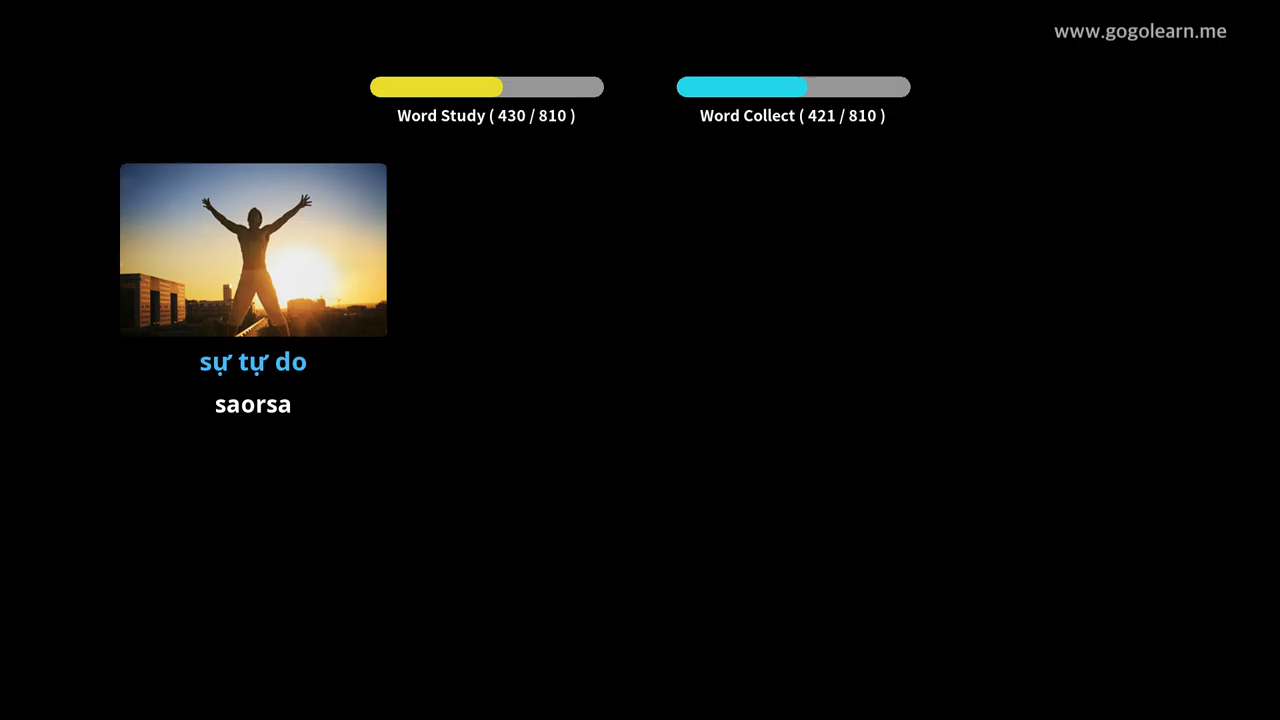 www.gogolearn.me
Word Study ( 430 / 810 )
Word Collect ( 421 / 810 )
sự tự do
saorsa